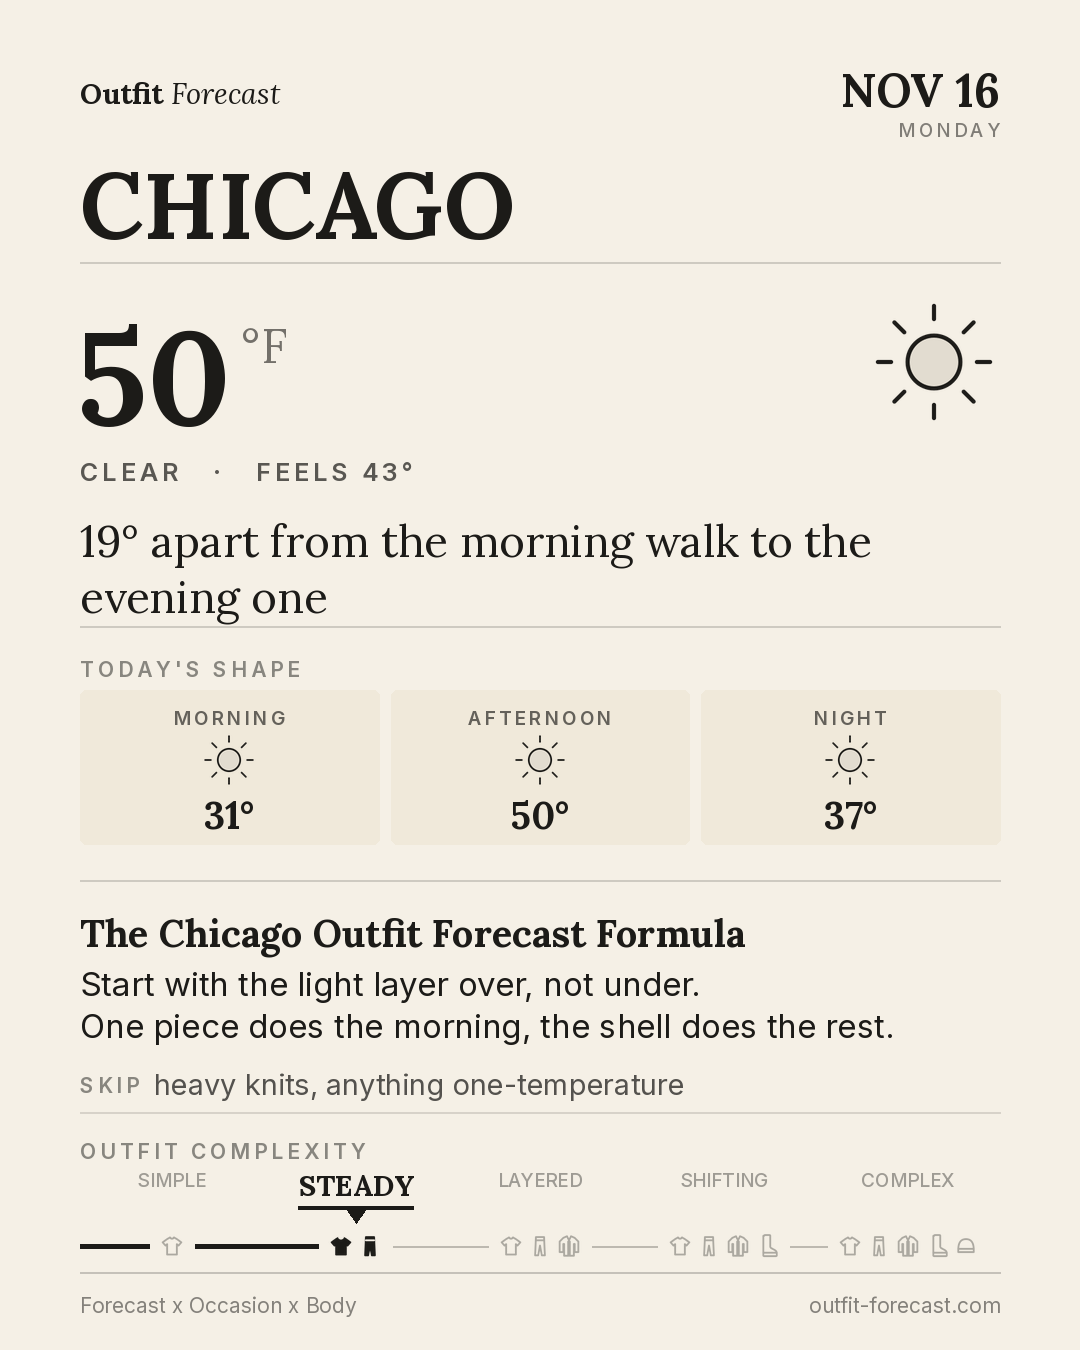 Outfit Forecast
NOV 16
MONDAY
CHICAGO
50 °F
CLEAR · FEELS 43°
19° apart from the morning walk to the
evening one
TODAY'S SHAPE
MORNING
31°
AFTERNOON
50°
NIGHT
37°
The Chicago Outfit Forecast Formula
Start with the light layer over, not under.
One piece does the morning, the shell does the rest.
SKIP heavy knits, anything one-temperature
OUTFIT COMPLEXITY
SIMPLE STEADY LAYERED SHIFTING COMPLEX
Forecast x Occasion x Body
outfit-forecast.com